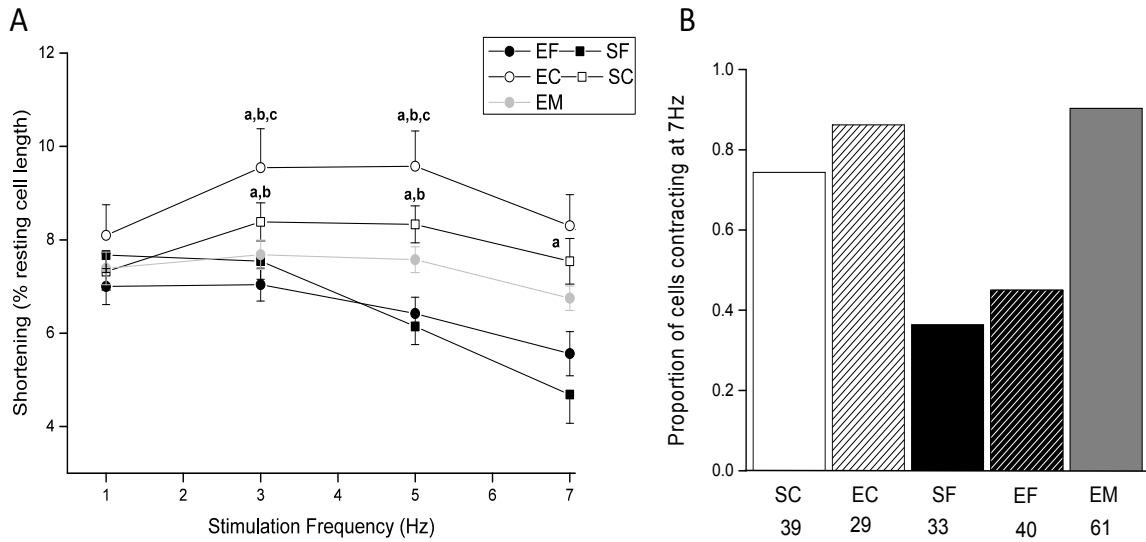 A
12
10
8
6
4
Shortening (% resting cell length)
EF SF
EC SC
EM
a,b,c
a,b,c
a,b
a,b
a
1 2 3 4 5 6 7
Stimulation Frequency (Hz)
B
1.0
0.8
0.6
0.4
0.2
0.0
Proportion of cells contracting at 7Hz
SC EC SF EF EM
39 29 33 40 61